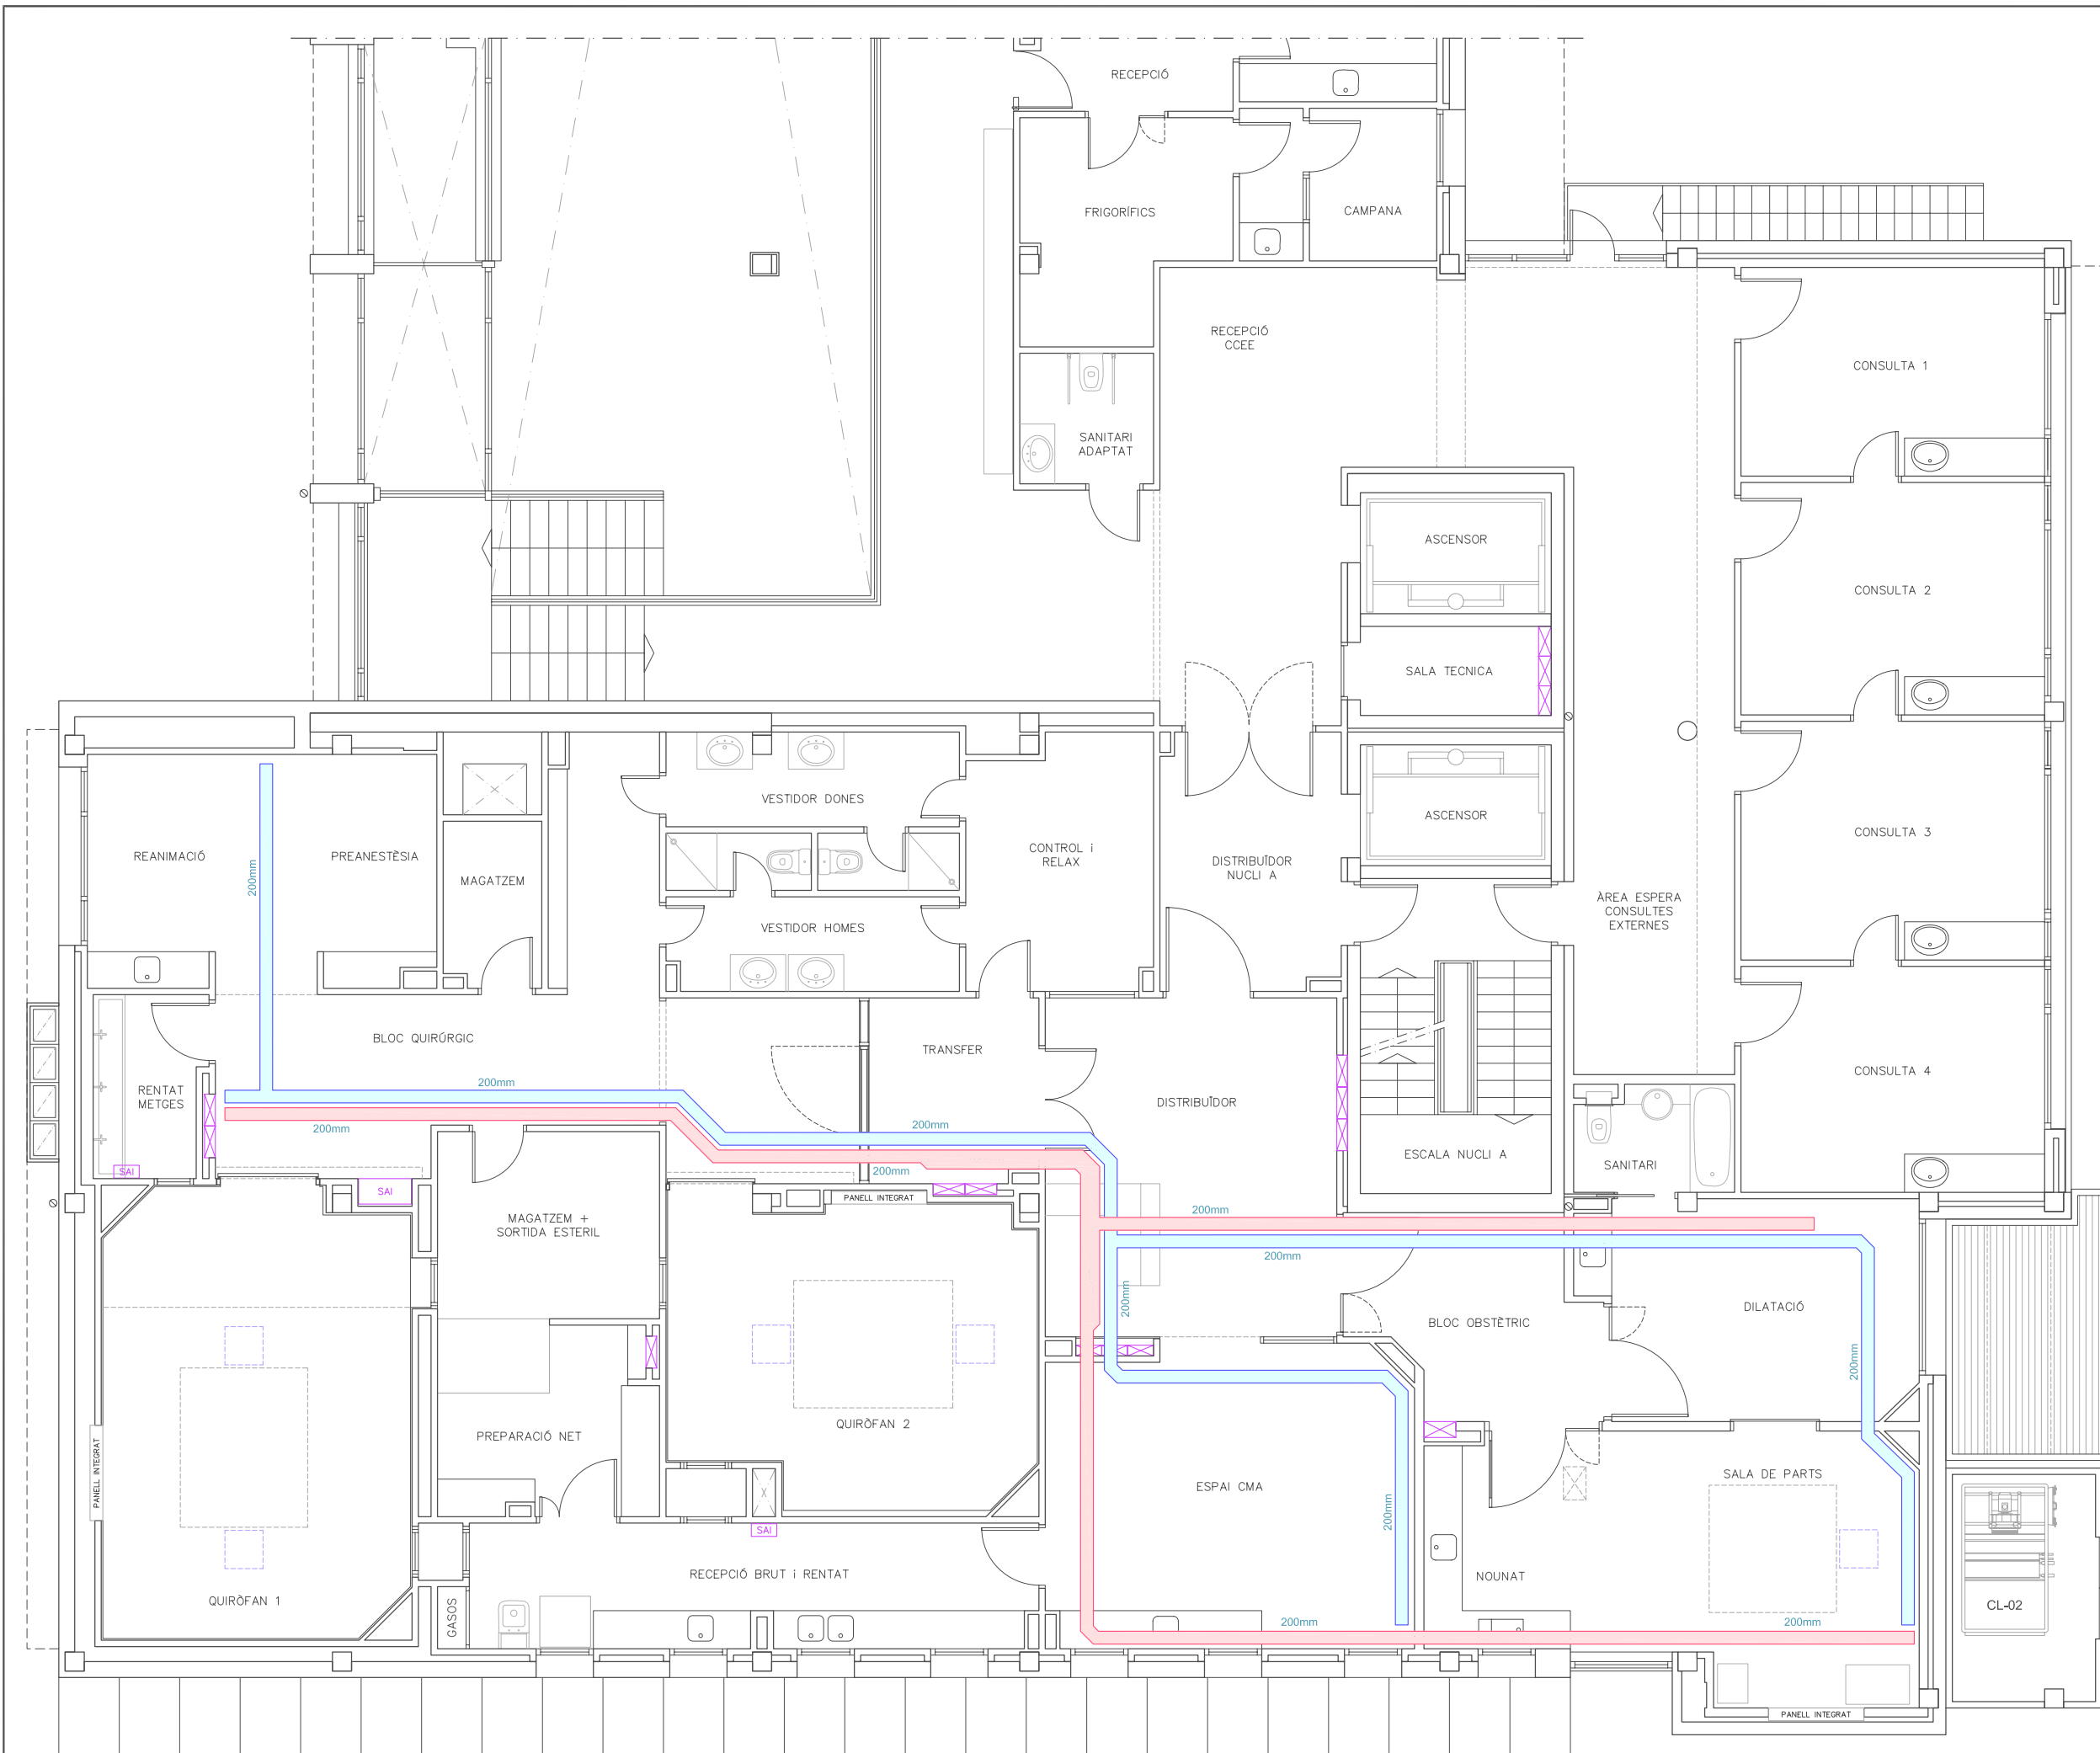 RECEPCIÓ
FRIGORÍFICS
CAMPANA
RECEPCIÓ
CCEE
CONSULTA 1
SANITARI
ADAPTAT
ASCENSOR
CONSULTA 2
SALA TECNICA
VESTIDOR DONES
ASCENSOR
CONSULTA 3
REANIMACIÓ
PREANESTÈSIA
CONTROL i
RELAX
DISTRIBUÏDOR
NUCLI A
200mm
MAGATZEM
ÀREA ESPERA
CONSULTES
EXTERNES
VESTIDOR HOMES
BLOC QUIRÚRGIC
TRANSFER
CONSULTA 4
RENTAT
METGES
200mm
DISTRIBUÏDOR
200mm
200mm
ESCALA NUCLI A
SANITARI
SAI
200mm
SAI
PANELL INTEGRAT
200mm
MAGATZEM +
SORTIDA ESTERIL
200mm
200mm
DILATACIÓ
BLOC OBSTÈTRIC
200mm
QUIRÒFAN 2
PREPARACIÓ NET
PANELL INTEGRAT
SALA DE PARTS
ESPAI CMA
200mm
SAI
RECEPCIÓ BRUT i RENTAT
NOUNAT
QUIRÒFAN 1
GASOS
CL-02
200mm
200mm
PANELL INTEGRAT